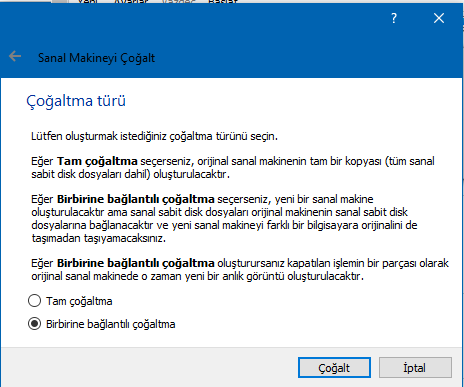 Yeni Ayarlar Vazgeç Başlat
?
Sanal Makineyi Çoğalt
Çoğaltma türü
Lütfen oluşturmak istediğiniz çoğaltma türünü seçin.
Eğer Tam çoğaltma seçerseniz, orijinal sanal makinenin tam bir kopyası (tüm sanal
sabit disk dosyaları dahil) oluşturulacaktır.
Eğer Birbirine bağlantılı çoğaltma seçerseniz, yeni bir sanal makine
oluşturulacaktır ama sanal sabit disk dosyaları orijinal makinenin sanal sabit disk
dosyalarına bağlanacaktır ve yeni sanal makineyi farklı bir bilgisayara orijinalini de
taşımadan taşıyamacaksınız.
Eğer Birbirine bağlantılı çoğaltma oluşturursanız kapatılan işlemin bir parçası olarak
orijinal sanal makinede o zaman yeni bir anlık görüntü oluşturulacaktır.
Tam çoğaltma
Birbirine bağlantılı çoğaltma
Çoğalt İptal